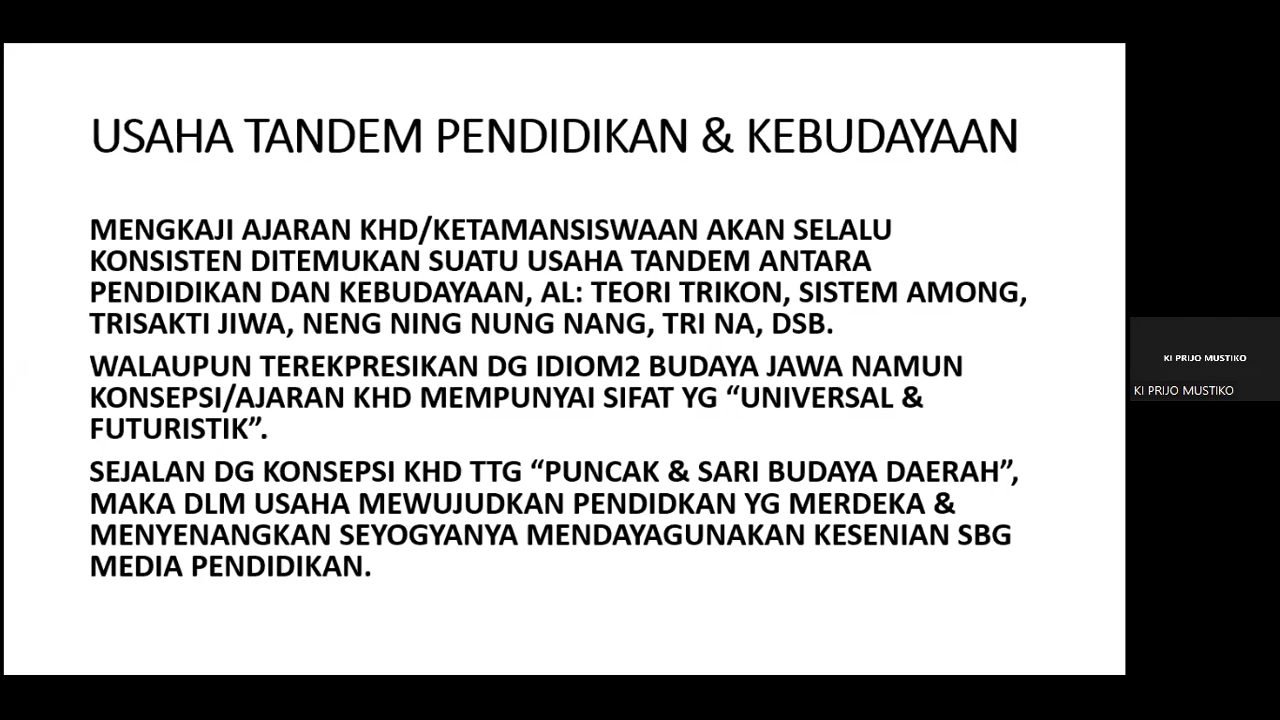 USAHA TANDEM PENDIDIKAN & KEBUDAYAAN
MENGKAJI AJARAN KHD/KETAMANSISWAAN AKAN SELALU
KONSISTEN DITEMUKAN SUATU USAHA TANDEM ANTARA
PENDIDIKAN DAN KEBUDAYAAN, AL: TEORI TRIKON, SISTEM AMONG,
TRISAKTI JIWA, NENG NING NUNG NANG, TRI NA, DSB.
WALAUPUN TEREKPRESIKAN DG IDIOM2 BUDAYA JAWA NAMUN
KONSEPSI/AJARAN KHD MEMPUNYAI SIFAT YG “UNIVERSAL &
FUTURISTIK”.
SEJALAN DG KONSEPSI KHD TTG “PUNCAK & SARI BUDAYA DAERAH”,
MAKA DLM USAHA MEWUJUDKAN PENDIDKAN YG MERDEKA &
MENYENANGKAN SEYOGYANYA MENDAYAGUNAKAN KESENIAN SBG
MEDIA PENDIDIKAN.
KI PRIJO MUSTIKO
KI PRIJO MUSTIKO